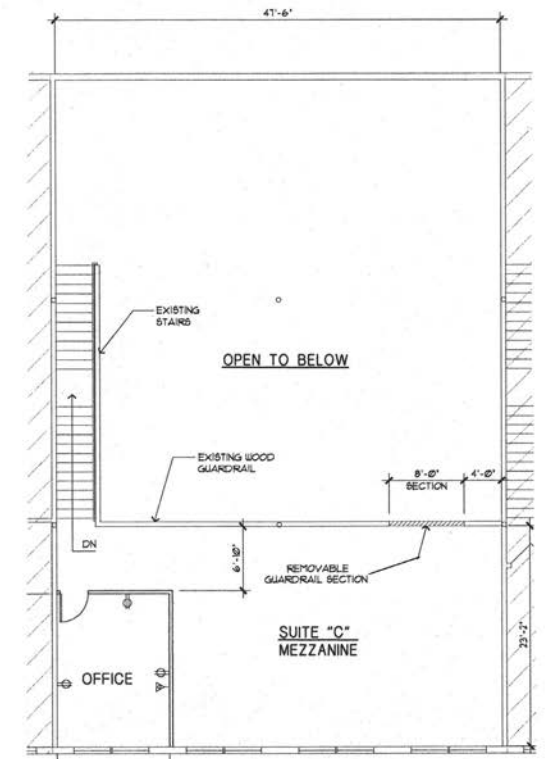 47'-6"
EXISTING
STAIRS
OPEN TO BELOW
EXISTING WOOD
GUARDRAIL
8'-0"
SECTION
4'-0"
DN
6'-10"
REMOVABLE
GUARDRAIL SECTION
SUITE "C"
MEZZANINE
23'-2"
OFFICE